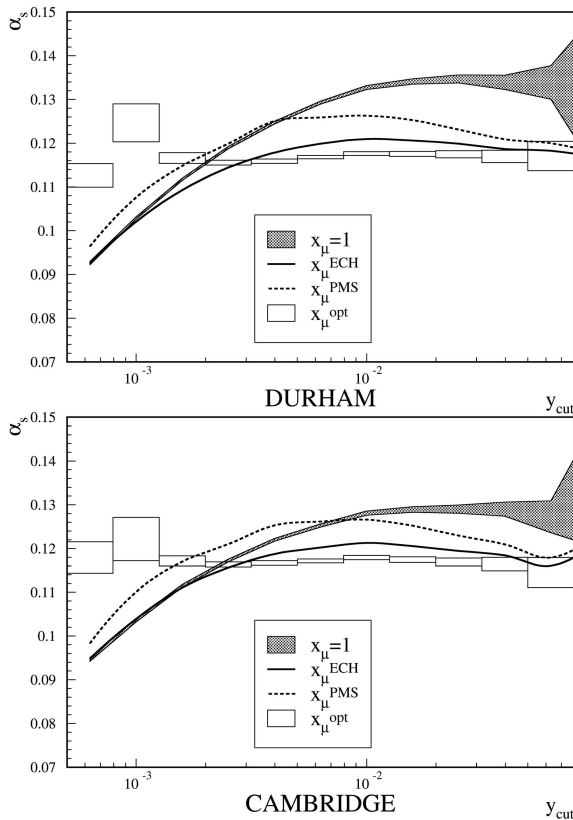 α_s
0.15
0.14
0.13
0.12
0.11
0.1
0.09
0.08
0.07
x_μ=1
x_μ^ECH
x_μ^PMS
x_μ^opt
10^-3
10^-2
DURHAM
y_cut
α_s
0.15
0.14
0.13
0.12
0.11
0.1
0.09
0.08
0.07
x_μ=1
x_μ^ECH
x_μ^PMS
x_μ^opt
10^-3
10^-2
CAMBRIDGE
y_cut